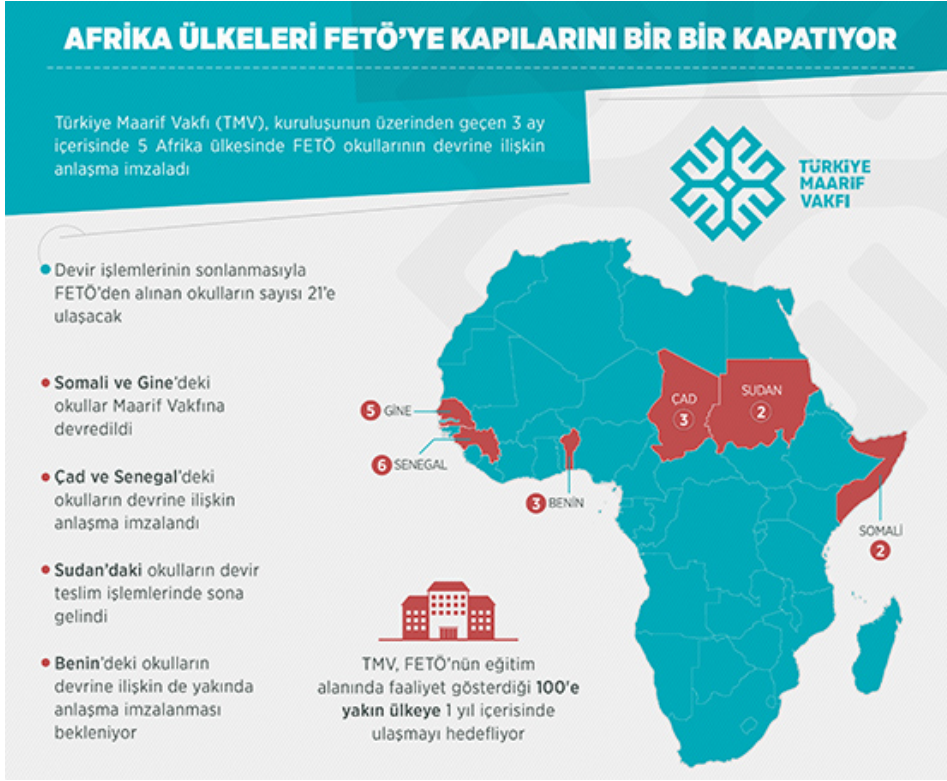 AFRİKA ÜLKELERİ FETÖ'YE KAPILARINI BİR BİR KAPATIYOR
Türkiye Maarif Vakfı (TMV), kuruluşunun üzerinden geçen 3 ay
içerisinde 5 Afrika ülkesinde FETÖ okullarının devrine ilişkin
anlaşma imzaladı
TÜRKİYE
MAARİF
VAKFI
Devir işlemlerinin sonlanmasıyla
FETÖ'den alınan okulların sayısı 21'e
ulaşacak
Somali ve Gine'deki
okullar Maarif Vakfına
devredildi
Çad ve Senegal'deki
okulların devrine ilişkin
anlaşma imzalandı
Sudan'daki okulların devir
teslim işlemlerinde sona
gelindi
Benin'deki okulların
devrine ilişkin de yakında
anlaşma imzalanması
bekleniyor
5 GİNE
6 SENEGAL
3 BENİN
ÇAD
3
SUDAN
2
SOMALİ
2
TMV, FETÖ'nün eğitim
alanında faaliyet gösterdiği 100'e
yakın ülkeye 1 yıl içerisinde
ulaşmayı hedefliyor